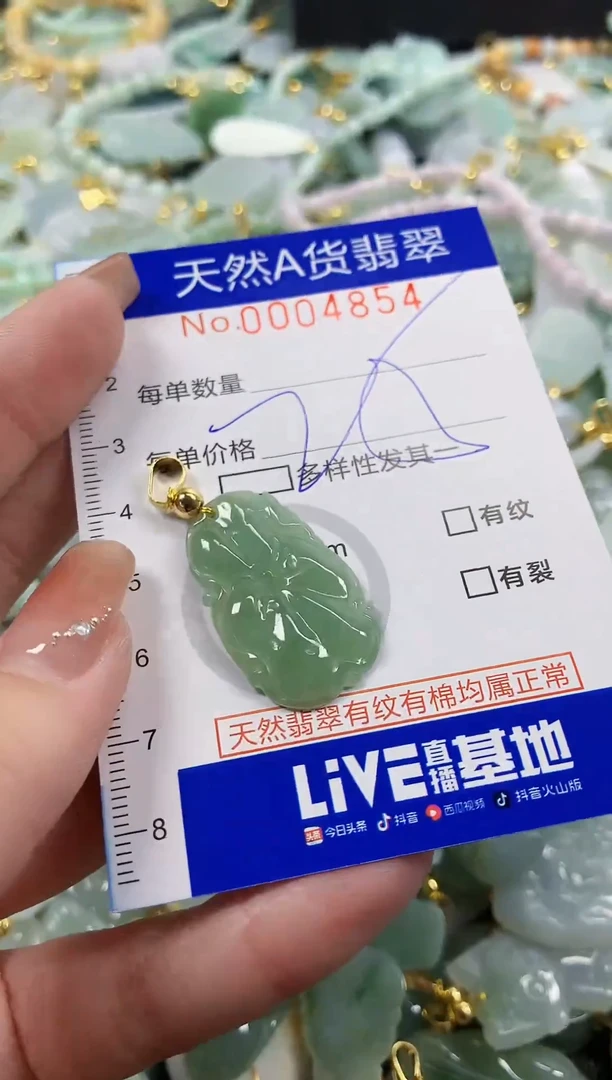 天然A货翡翠
No.0004854
2
每单数量
3
每单价格
多样性发其一
4
有纹
m
5
有裂
6
天然翡翠有纹有棉均属正常
7
LiVE直播基地
8
头条 今日头条 抖音 西瓜视频 抖音火山版